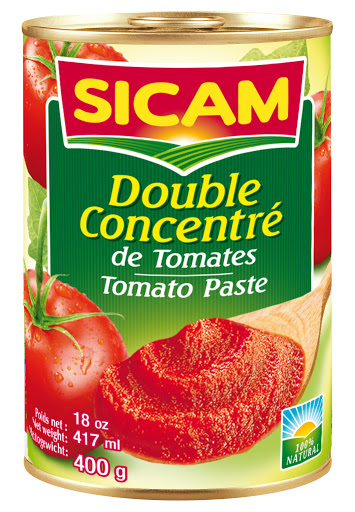 SICAM
Double
Concentré
de Tomates
Tomato Paste
Poids net : 18 oz
Net weight: 417 ml
400 g
100%
NATURAL